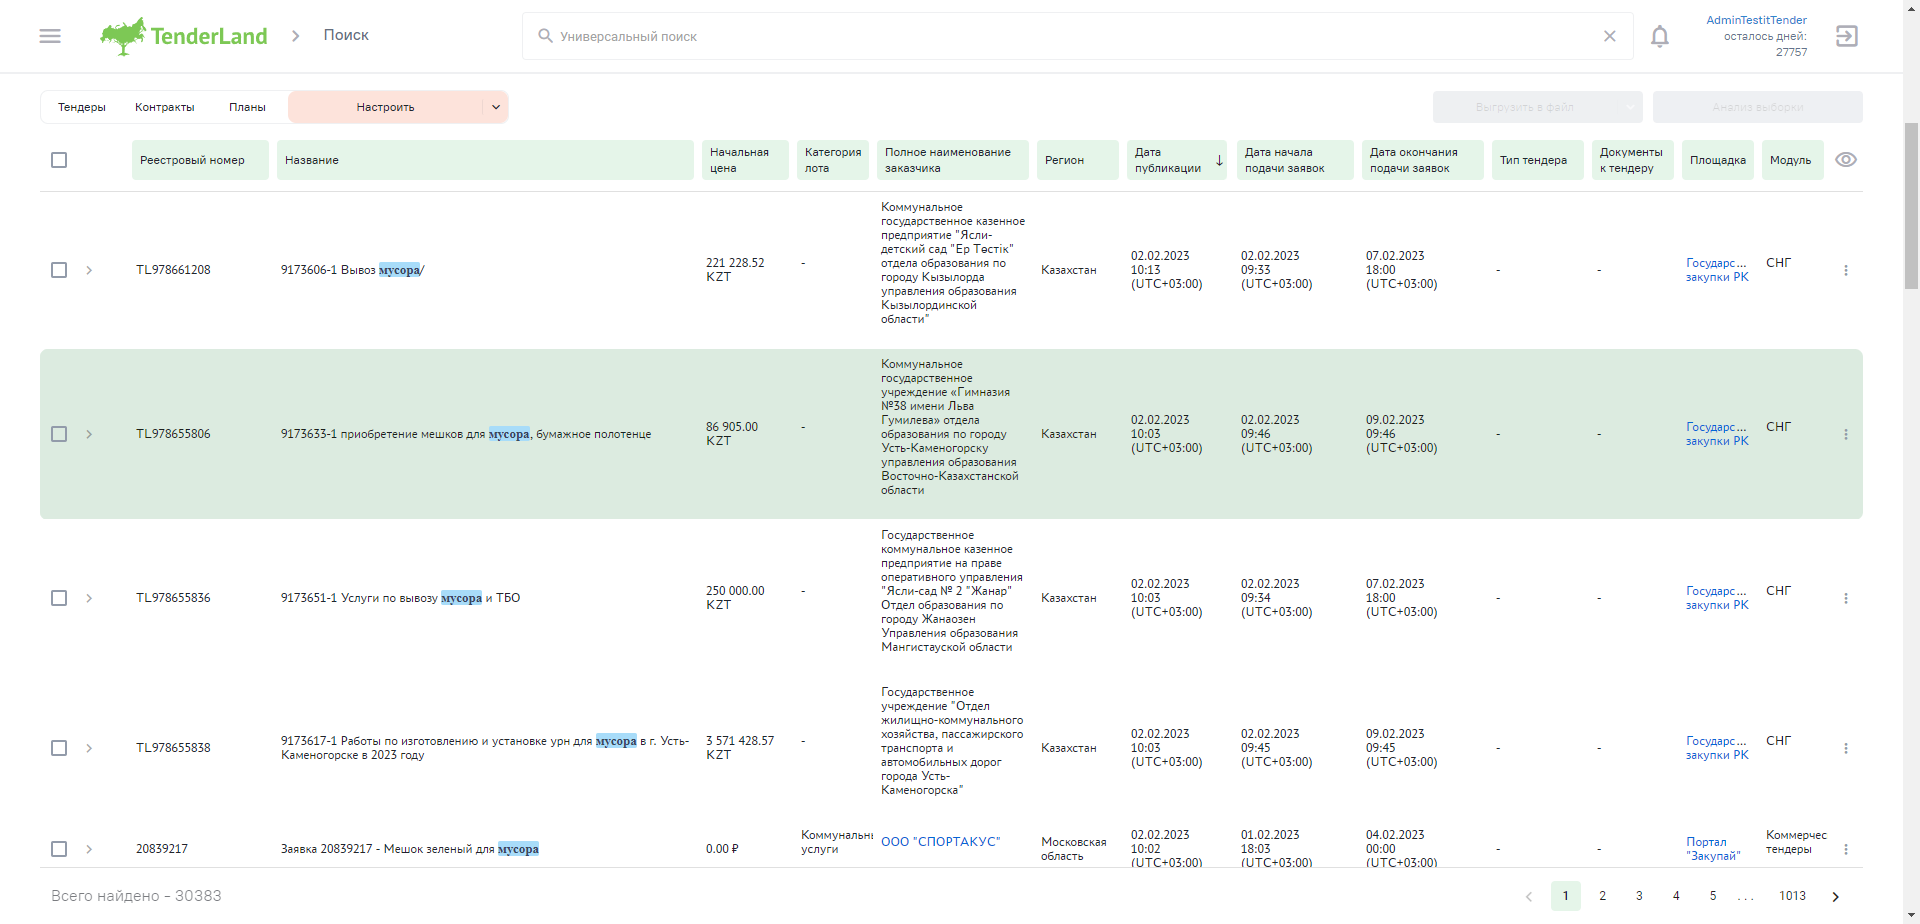 TenderLand
Поиск
Универсальный поиск
AdminTestitTender
осталось дней:
27757
Тендеры
Контракты
Планы
Настроить
Выгрузить в файл
Анализ выборки
Реестровый номер
Название
Начальная
цена
Категория
лота
Полное наименование
заказчика
Регион
Дата
публикации
Дата начала
подачи заявок
Дата окончания
подачи заявок
Тип тендера
Документы
к тендеру
Площадка
Модуль
TL978661208
9173606-1 Вывоз мусора/
221 228.52
KZT
-
Коммунальное
государственное казенное
предприятие "Ясли-
детский сад "Ер Төстік"
отдела образования по
городу Кызылорда
управления образования
Кызылординской
области"
Казахстан
02.02.2023
10:13
(UTC+03:00)
02.02.2023
09:33
(UTC+03:00)
07.02.2023
18:00
(UTC+03:00)
-
-
Государс ...
закупки РК
СНГ
TL978655806
9173633-1 приобретение мешков для мусора, бумажное полотенце
86 905.00
KZT
-
Коммунальное
государственное
учреждение «Гимназия
№38 имени Льва
Гумилева» отдела
образования по городу
Усть-Каменогорску
управления образования
Восточно-Казахстанской
области
Казахстан
02.02.2023
10:03
(UTC+03:00)
02.02.2023
09:46
(UTC+03:00)
09.02.2023
09:46
(UTC+03:00)
-
-
Государс ...
закупки РК
СНГ
TL978655836
9173651-1 Услуги по вывозу мусора и ТБО
250 000.00
KZT
-
Государственное
коммунальное казенное
предприятие на праве
оперативного управления
"Ясли-сад № 2 "Жанар"
Отдел образования по
городу Жанаозен
Управления образования
Мангистауской области
Казахстан
02.02.2023
10:03
(UTC+03:00)
02.02.2023
09:34
(UTC+03:00)
07.02.2023
18:00
(UTC+03:00)
-
-
Государс ...
закупки РК
СНГ
TL978655838
9173617-1 Работы по изготовлению и установке урн для мусора в г. Усть-
Каменогорске в 2023 году
3 571 428.57
KZT
-
Государственное
учреждение "Отдел
жилищно-коммунального
хозяйства, пассажирского
транспорта и
автомобильных дорог
города Усть-
Каменогорска"
Казахстан
02.02.2023
10:03
(UTC+03:00)
02.02.2023
09:45
(UTC+03:00)
09.02.2023
09:45
(UTC+03:00)
-
-
Государс ...
закупки РК
СНГ
20839217
Заявка 20839217 - Мешок зеленый для мусора
0.00 ₽
Коммунальнь
услуги
ООО "СПОРТАКУС"
Московская
область
02.02.2023
10:02
(UTC+03:00)
01.02.2023
18:03
(UTC+03:00)
04.02.2023
00:00
(UTC+03:00)
-
-
Портал
"Закупай"
Коммерчес
тендеры
Всего найдено - 30383
1 2 3 4 5 ... 1013